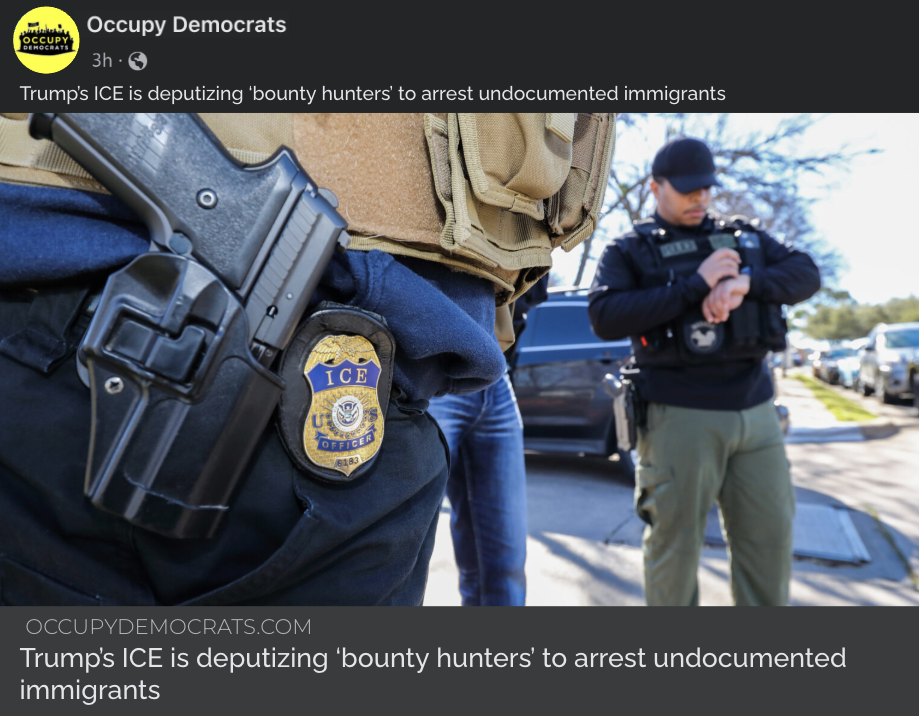 OCCUPY
DEMOCRATS
Occupy Democrats
3h ·
Trump's ICE is deputizing ‘bounty hunters’ to arrest undocumented immigrants
ICE
U S
OFFICER
POLICE
OCCUPYDEMOCRATS.COM
Trump's ICE is deputizing ‘bounty hunters’ to arrest undocumented
immigrants